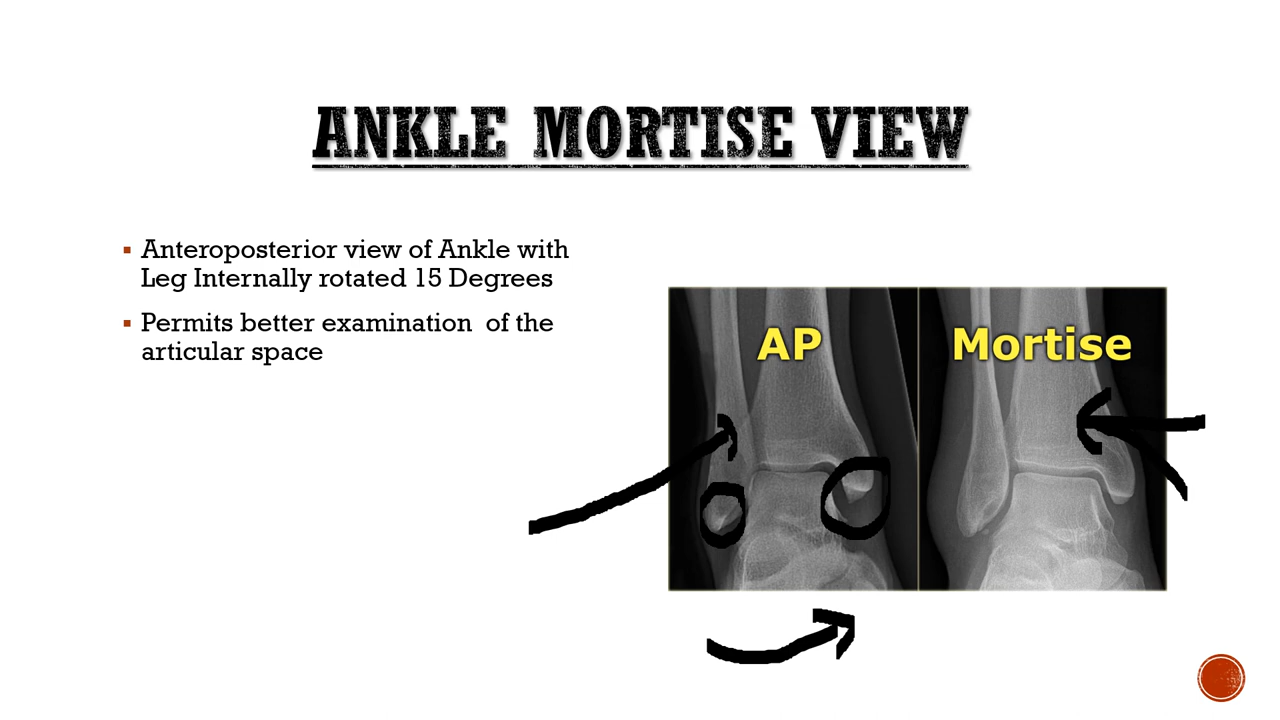 ANKLE MORTISE VIEW
Anteroposterior view of Ankle with
Leg Internally rotated 15 Degrees
Permits better examination of the
articular space
AP
Mortise